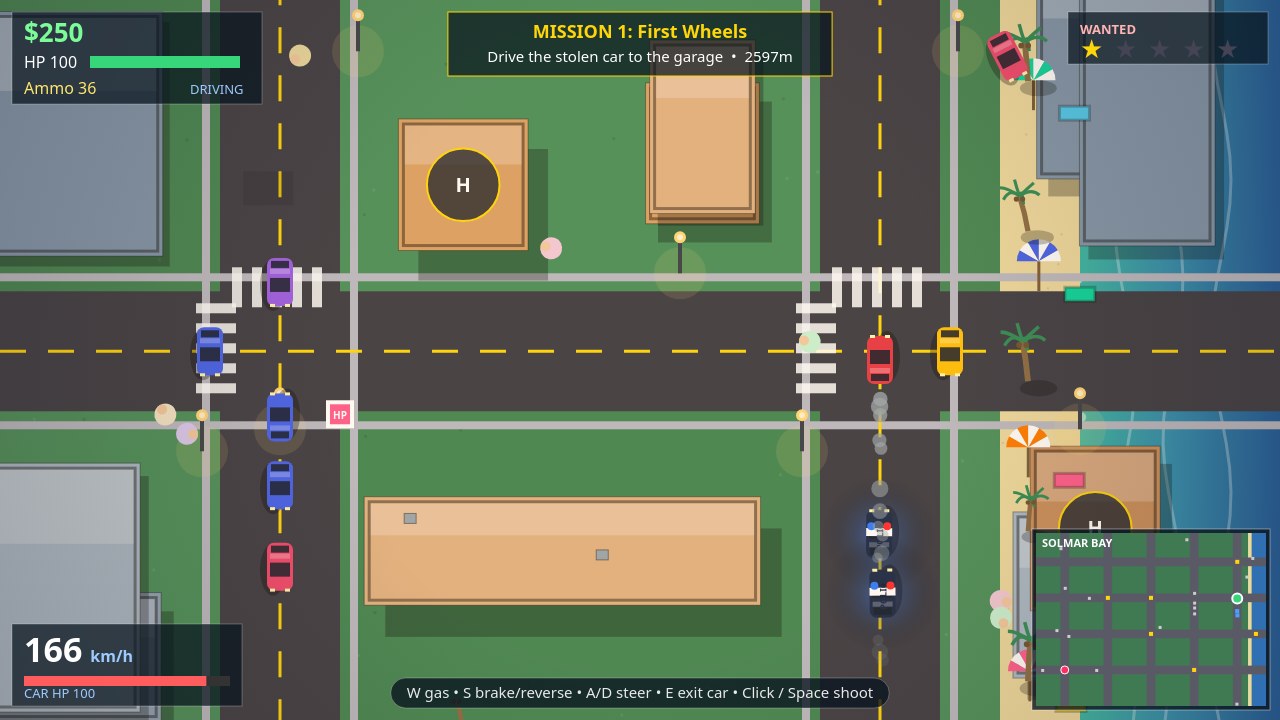 $250
HP 100
Ammo 36
DRIVING
MISSION 1: First Wheels
Drive the stolen car to the garage • 2597m
WANTED
H
HP
H
SOLMAR BAY
166 km/h
CAR HP 100
W gas • S brake/reverse • A/D steer • E exit car • Click / Space shoot